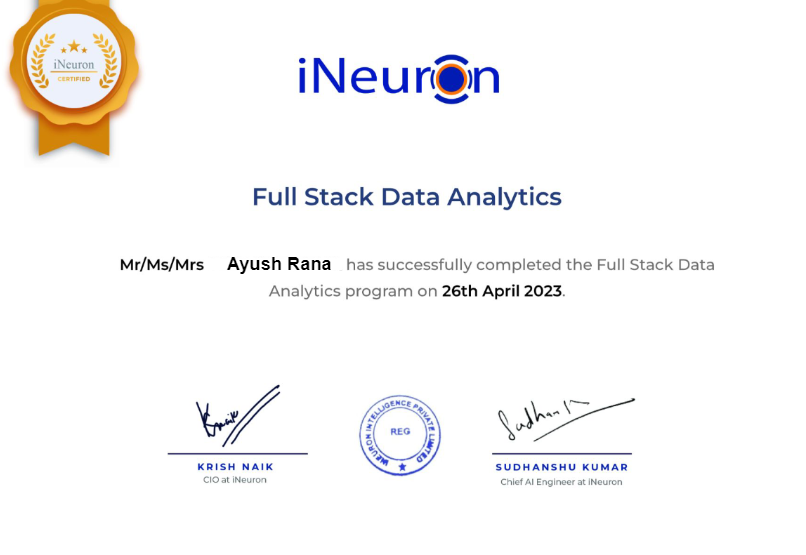 iNeuron
CERTIFIED
iNeuron
Full Stack Data Analytics
Mr/Ms/Mrs Ayush Rana has successfully completed the Full Stack Data
Analytics program on 26th April 2023.
KRISH NAIK
CIO at iNeuron
INEURON INTELLIGENCE PRIVATE LIMITED
REG
SUDHANSHU KUMAR
Chief AI Engineer at iNeuron